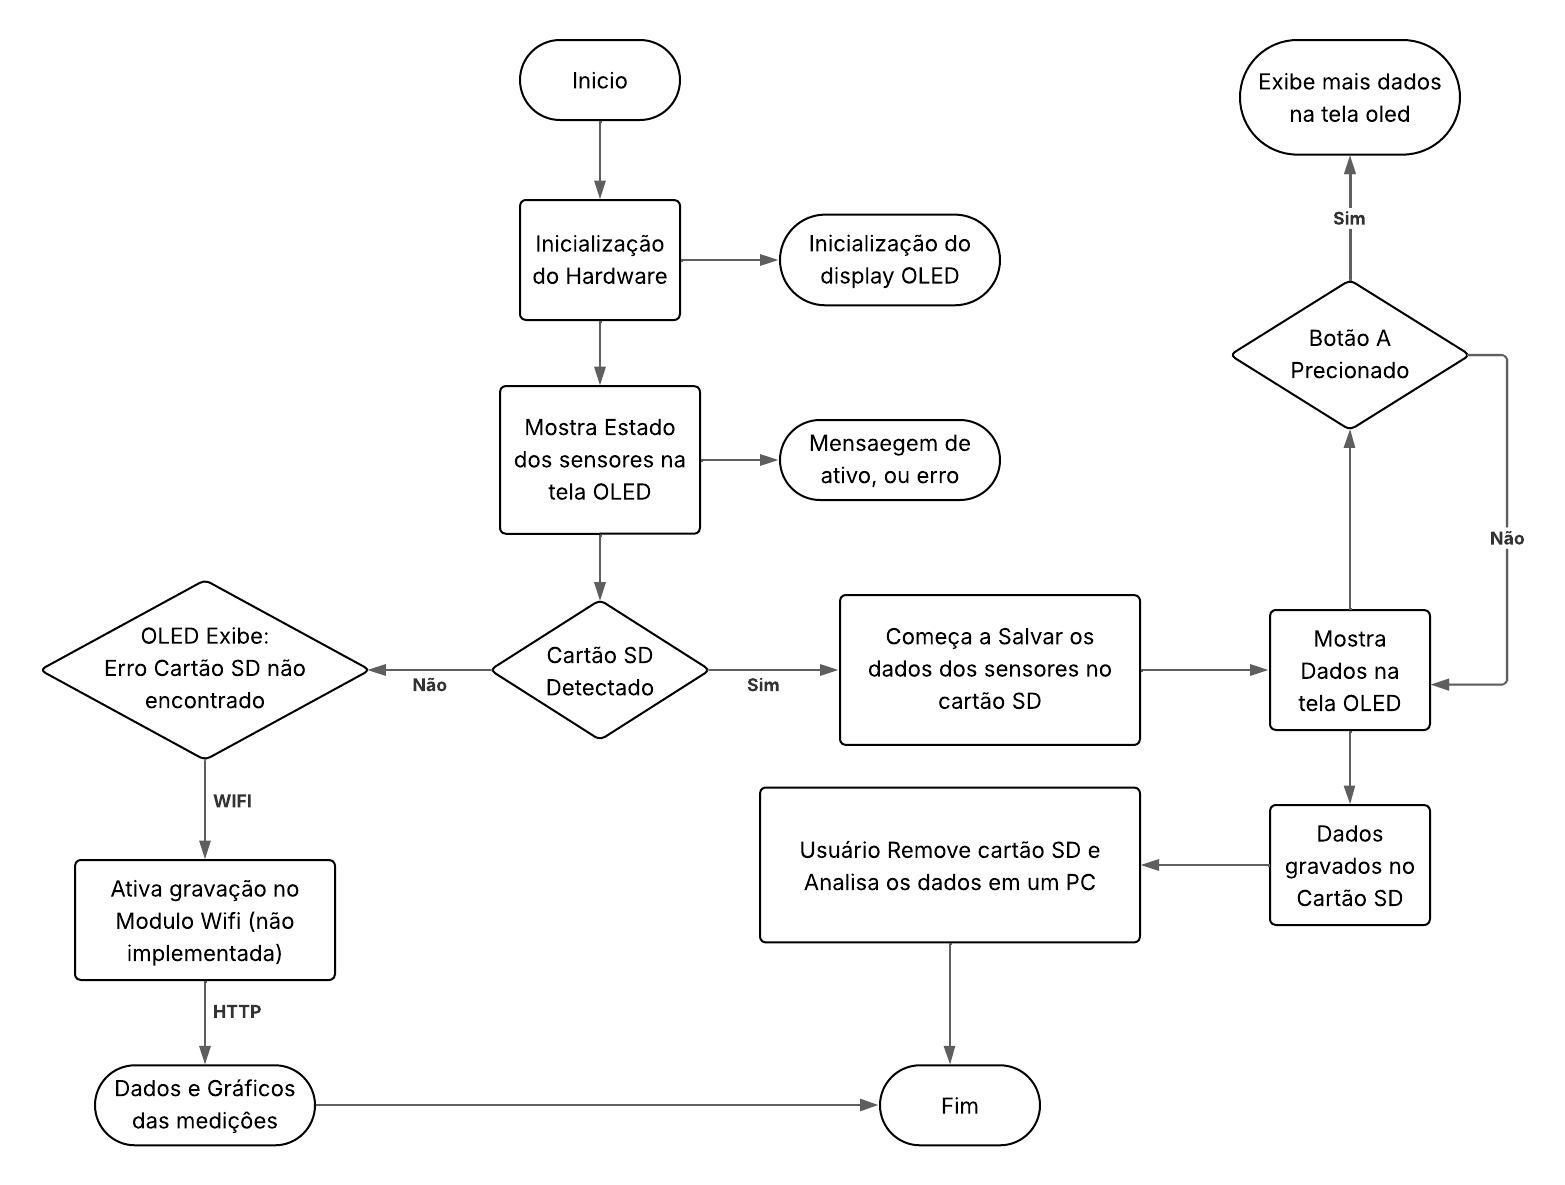 Inicio
Exibe mais dados
na tela oled
Sim
Inicialização
do Hardware
Inicialização do
display OLED
Botão A
Precionado
Não
Mostra Estado
dos sensores na
tela OLED
Mensaegem de
ativo, ou erro
OLED Exibe:
Erro Cartão SD não
encontrado
Não
Cartão SD
Detectado
Sim
Começa a Salvar os
dados dos sensores no
cartão SD
Mostra
Dados na
tela OLED
WIFI
Usuário Remove cartão SD e
Analisa os dados em um PC
Dados
gravados no
Cartão SD
Ativa gravação no
Modulo Wifi (não
implementada)
HTTP
Dados e Gráficos
das mediçôes
Fim